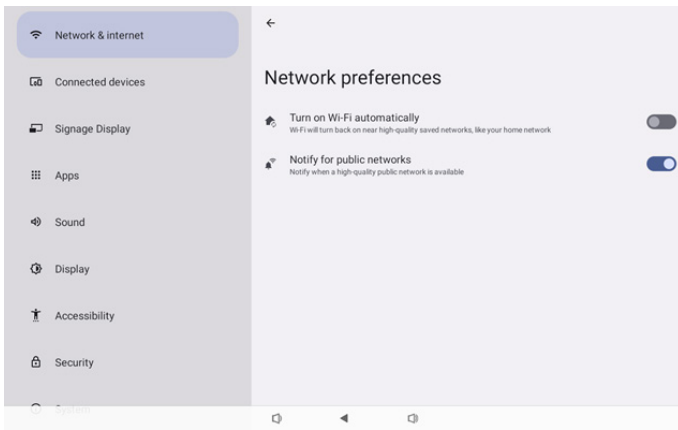 Network & internet
Connected devices
Signage Display
Apps
Sound
Display
Accessibility
Security
System
Network preferences
Turn on Wi-Fi automatically
Wi-Fi will turn back on near high-quality saved networks, like your home network
Notify for public networks
Notify when a high-quality public network is available